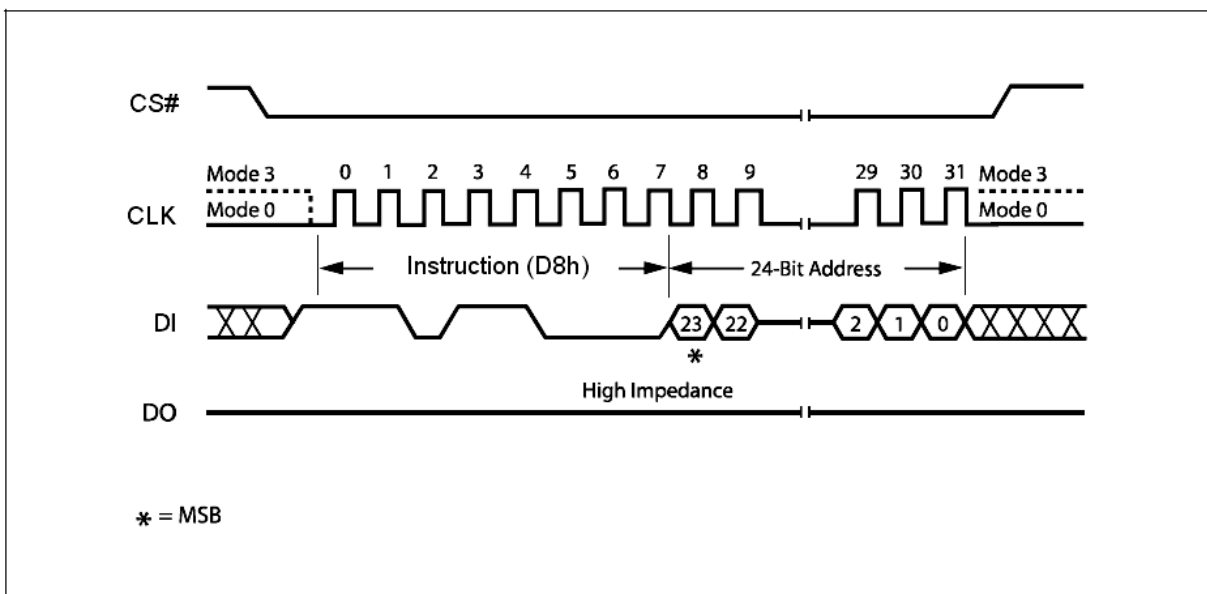 CS#
Mode 3 0 1 2 3 4 5 6 7 8 9 29 30 31 Mode 3
CLK Mode 0 Mode 0
Instruction (D8h) 24-Bit Address
DI 23 22 2 1 0
*
High Impedance
DO
* = MSB